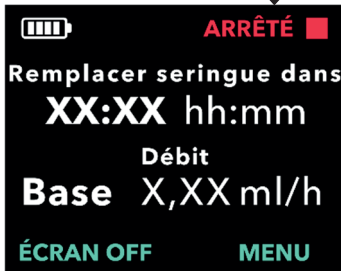 ARRÊTÉ
Remplacer seringue dans
XX:XX hh:mm
Débit
Base X,XX ml/h
ÉCRAN OFF MENU